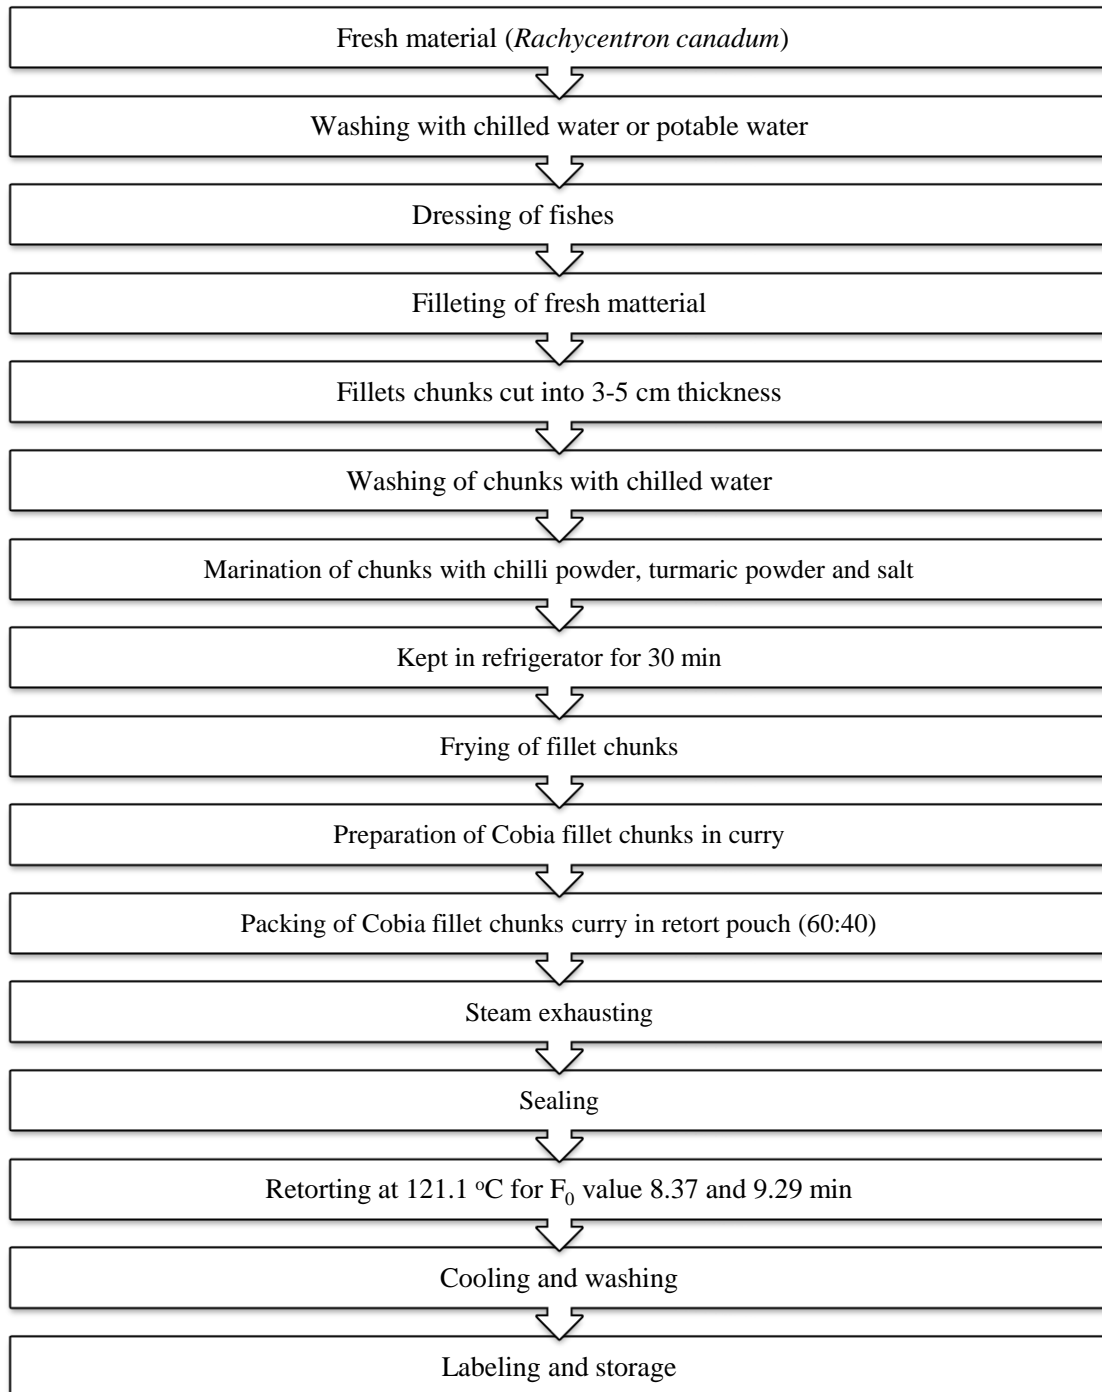 Fresh material (Rachycentron canadum)
Washing with chilled water or potable water
Dressing of fishes
Filleting of fresh matterial
Fillets chunks cut into 3-5 cm thickness
Washing of chunks with chilled water
Marination of chunks with chilli powder, turmaric powder and salt
Kept in refrigerator for 30 min
Frying of fillet chunks
Preparation of Cobia fillet chunks in curry
Packing of Cobia fillet chunks curry in retort pouch (60:40)
Steam exhausting
Sealing
Retorting at 121.1 ºC for F₀ value 8.37 and 9.29 min
Cooling and washing
Labeling and storage